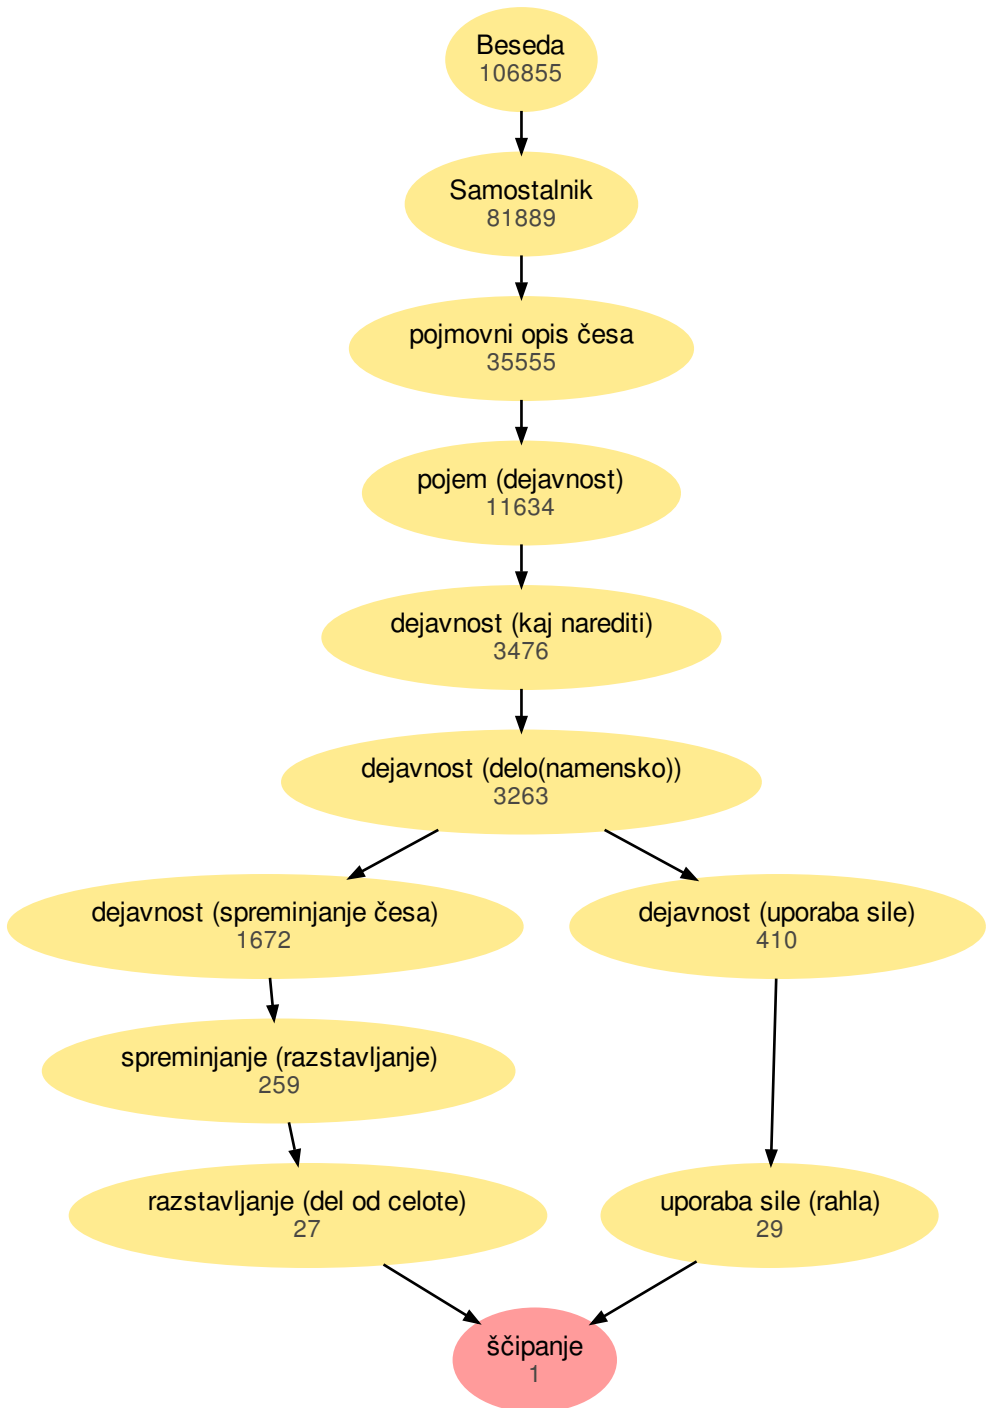 Beseda
106855
Samostalnik
81889
pojmovni opis česa
35555
pojem (dejavnost)
11634
dejavnost (kaj narediti)
3476
dejavnost (delo(namensko))
3263
dejavnost (spreminjanje česa)
1672
dejavnost (uporaba sile)
410
spreminjanje (razstavljanje)
259
razstavljanje (del od celote)
27
uporaba sile (rahla)
29
ščipanje
1